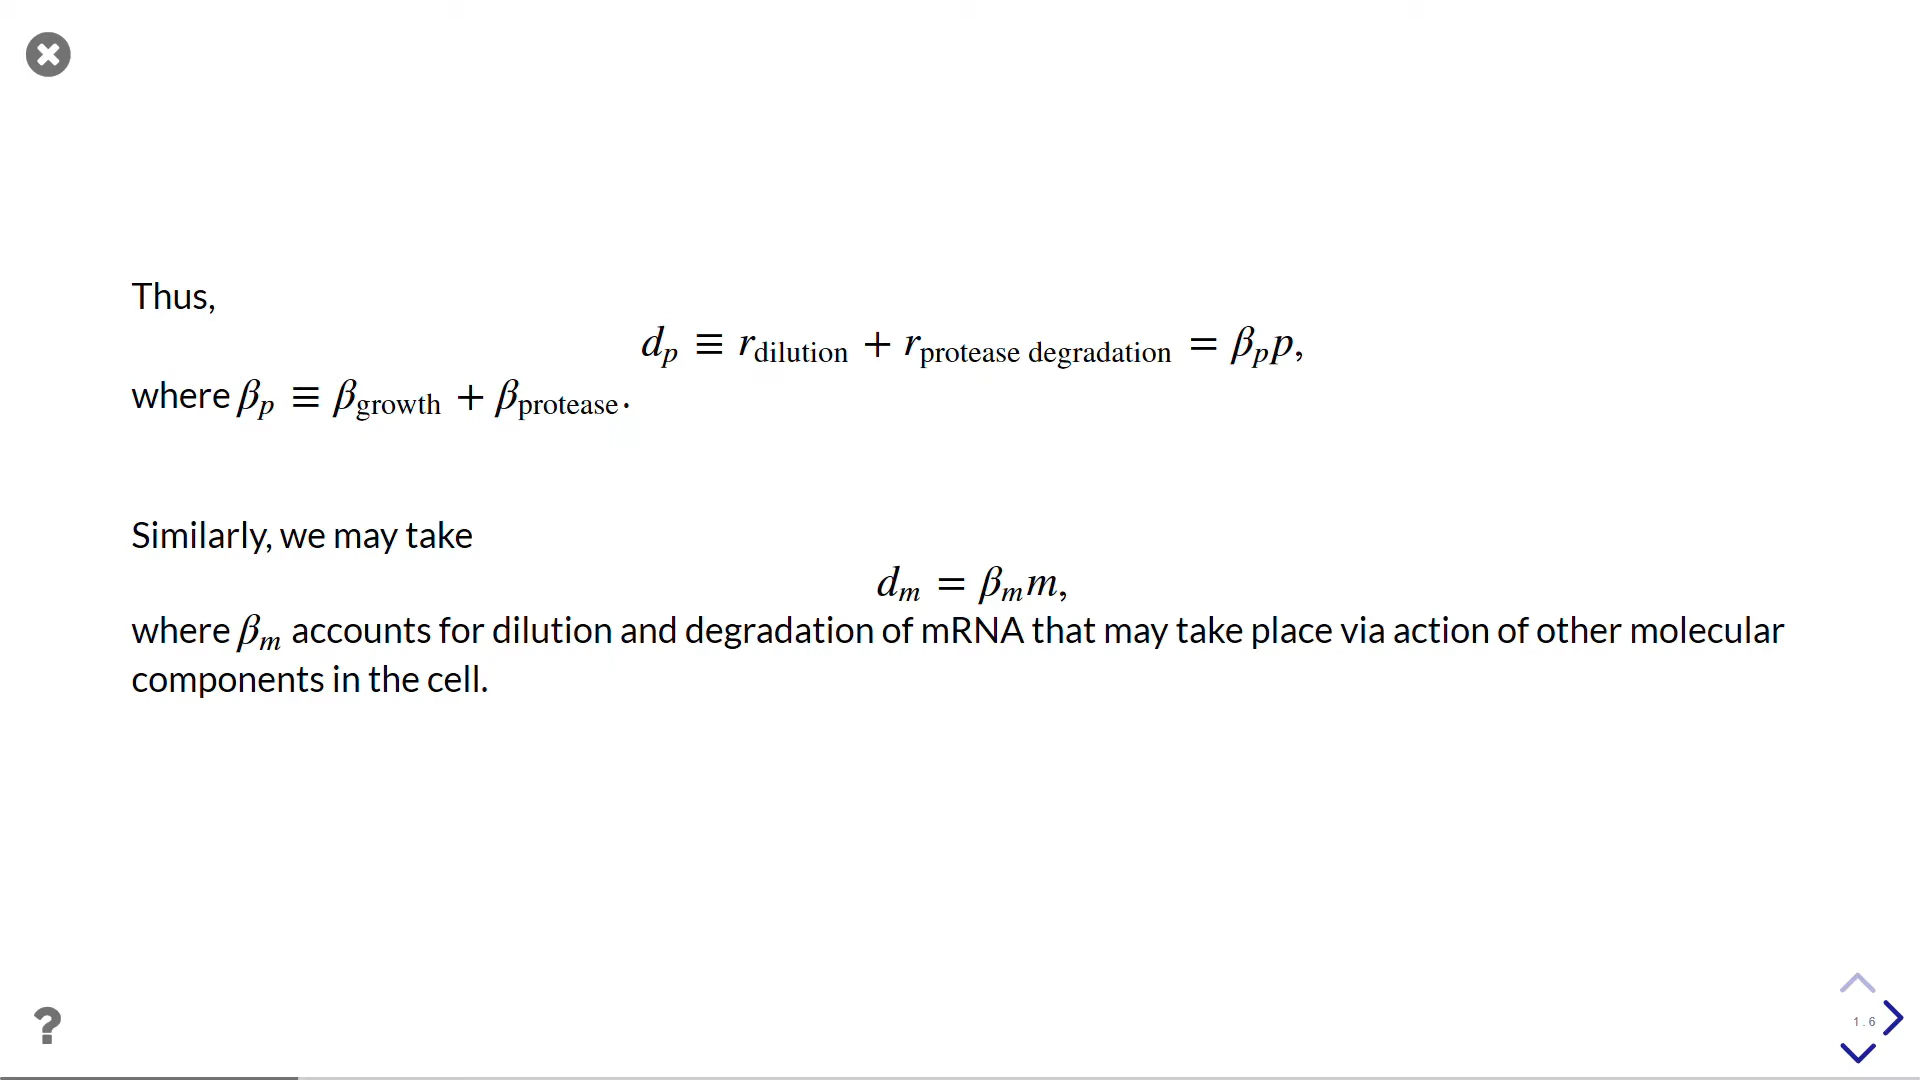 Thus,
d_p ≡ r_dilution + r_protease degradation = β_p p,
where β_p ≡ β_growth + β_protease.
Similarly, we may take
d_m = β_m m,
where β_m accounts for dilution and degradation of mRNA that may take place via action of other molecular
components in the cell.
?
1.6